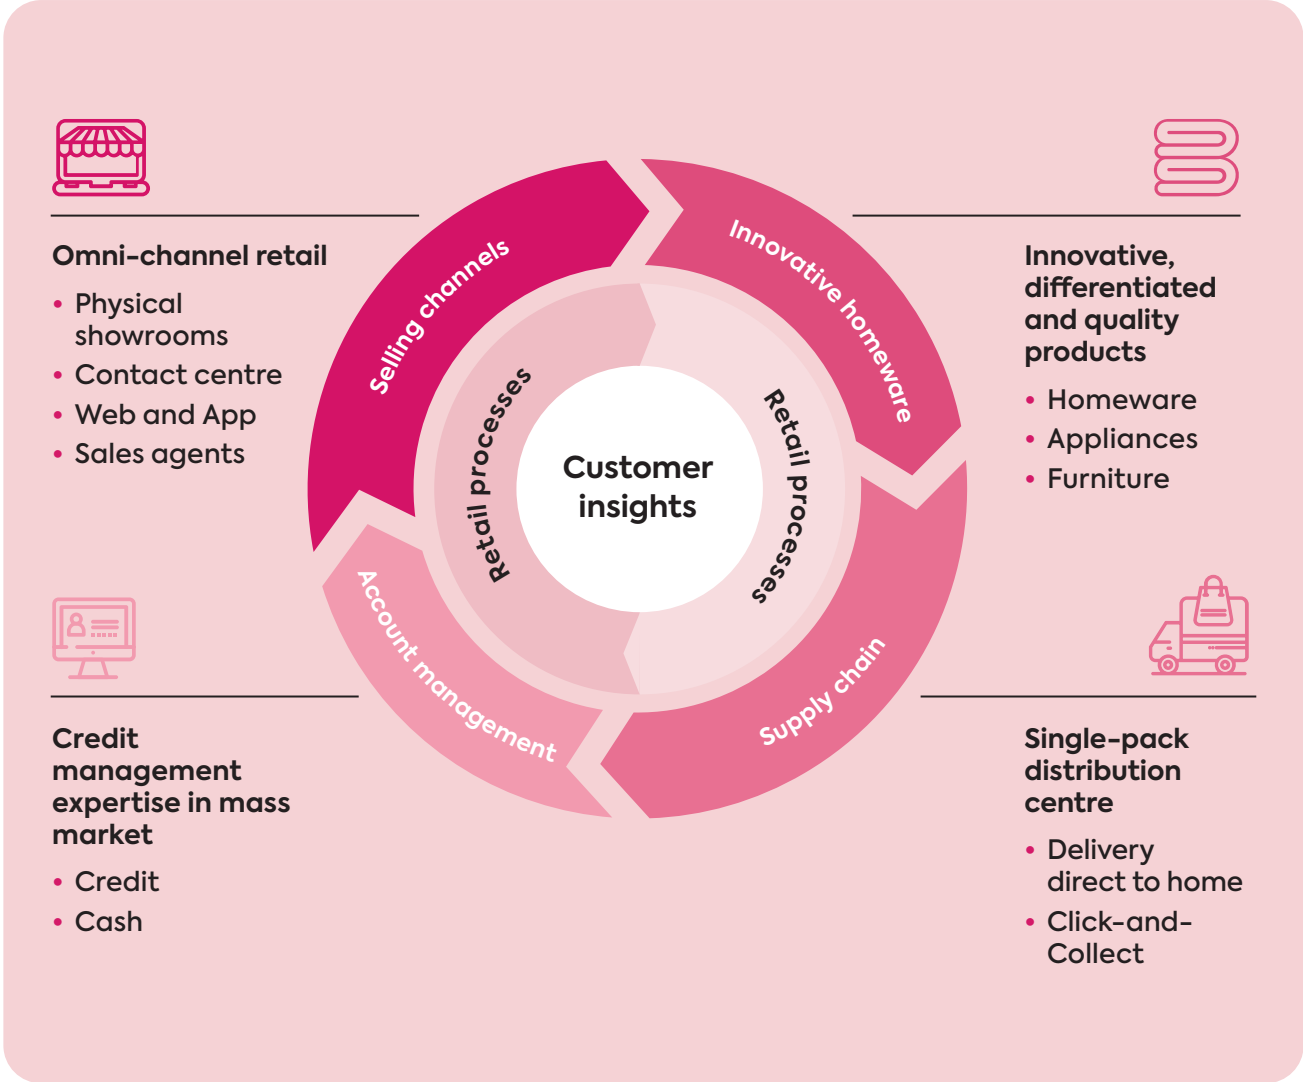 Omni-channel retail
• Physical
showrooms
• Contact centre
• Web and App
• Sales agents
Selling channels
Innovative homeware
Innovative,
differentiated
and quality
products
• Homeware
• Appliances
• Furniture
Retail processes
Customer
insights
Retail processes
Account management
Supply chain
Credit
management
expertise in mass
market
• Credit
• Cash
Single-pack
distribution
centre
• Delivery
direct to home
• Click-and-
Collect